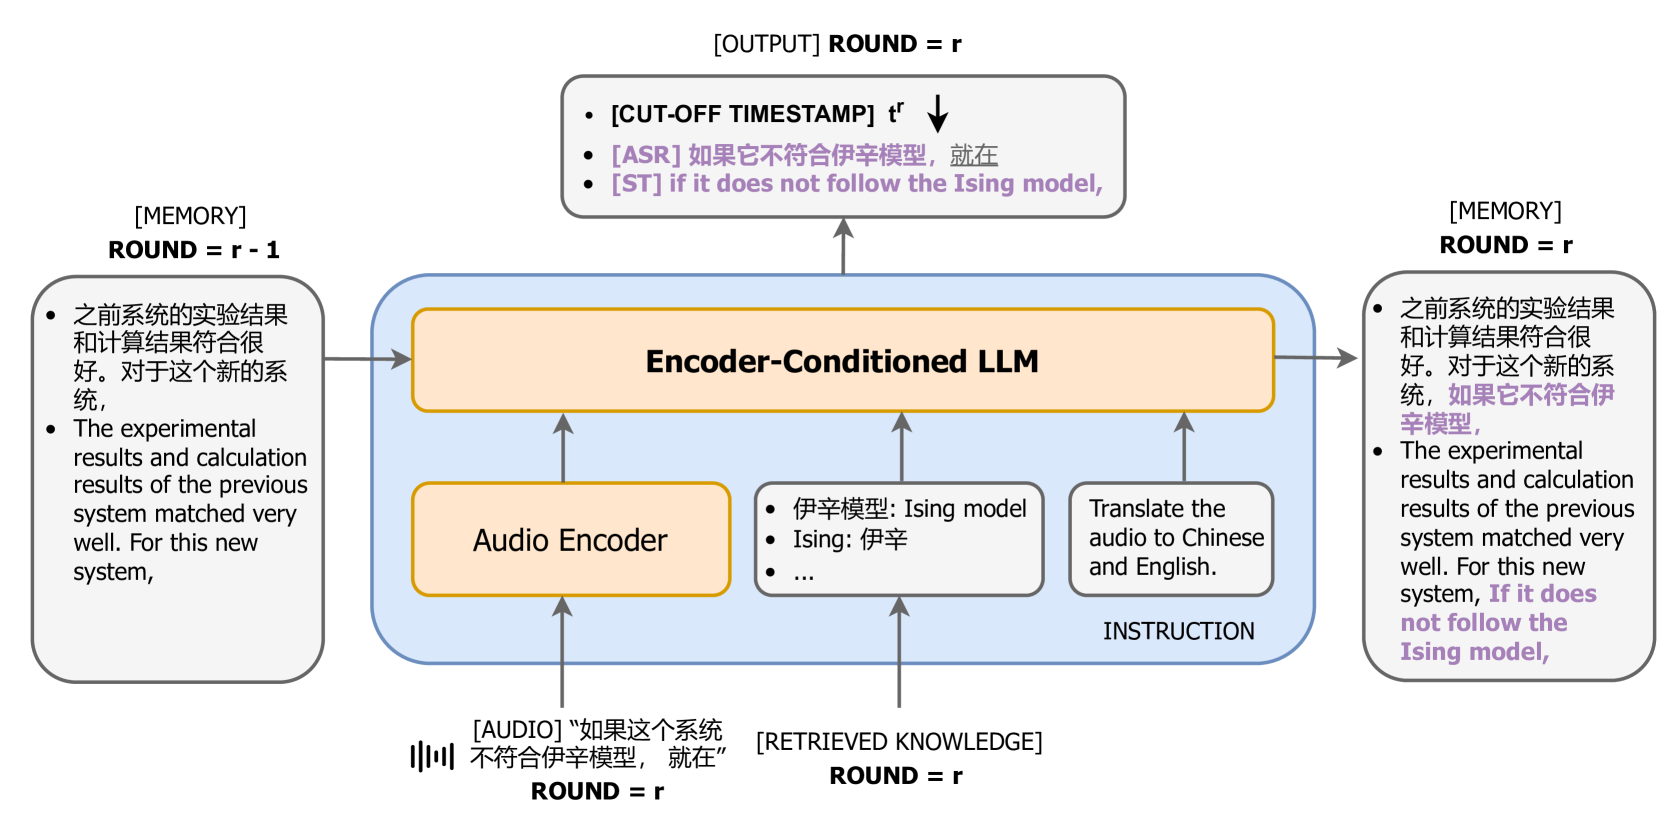 [OUTPUT] ROUND = r
• [CUT-OFF TIMESTAMP] tʳ
• [ASR] 如果它不符合伊辛模型，就在
• [ST] if it does not follow the Ising model,
[MEMORY]
ROUND = r - 1
• 之前系统的实验结果
和计算结果符合很
好。对于这个新的系
统，
• The experimental
results and calculation
results of the previous
system matched very
well. For this new
system,
Encoder-Conditioned LLM
Audio Encoder
• 伊辛模型: Ising model
• Ising: 伊辛
• ...
Translate the
audio to Chinese
and English.
INSTRUCTION
[AUDIO] “如果这个系统
不符合伊辛模型， 就在”
ROUND = r
[RETRIEVED KNOWLEDGE]
ROUND = r
[MEMORY]
ROUND = r
• 之前系统的实验结果
和计算结果符合很
好。对于这个新的系
统，如果它不符合伊
辛模型，
• The experimental
results and calculation
results of the previous
system matched very
well. For this new
system, If it does
not follow the
Ising model,